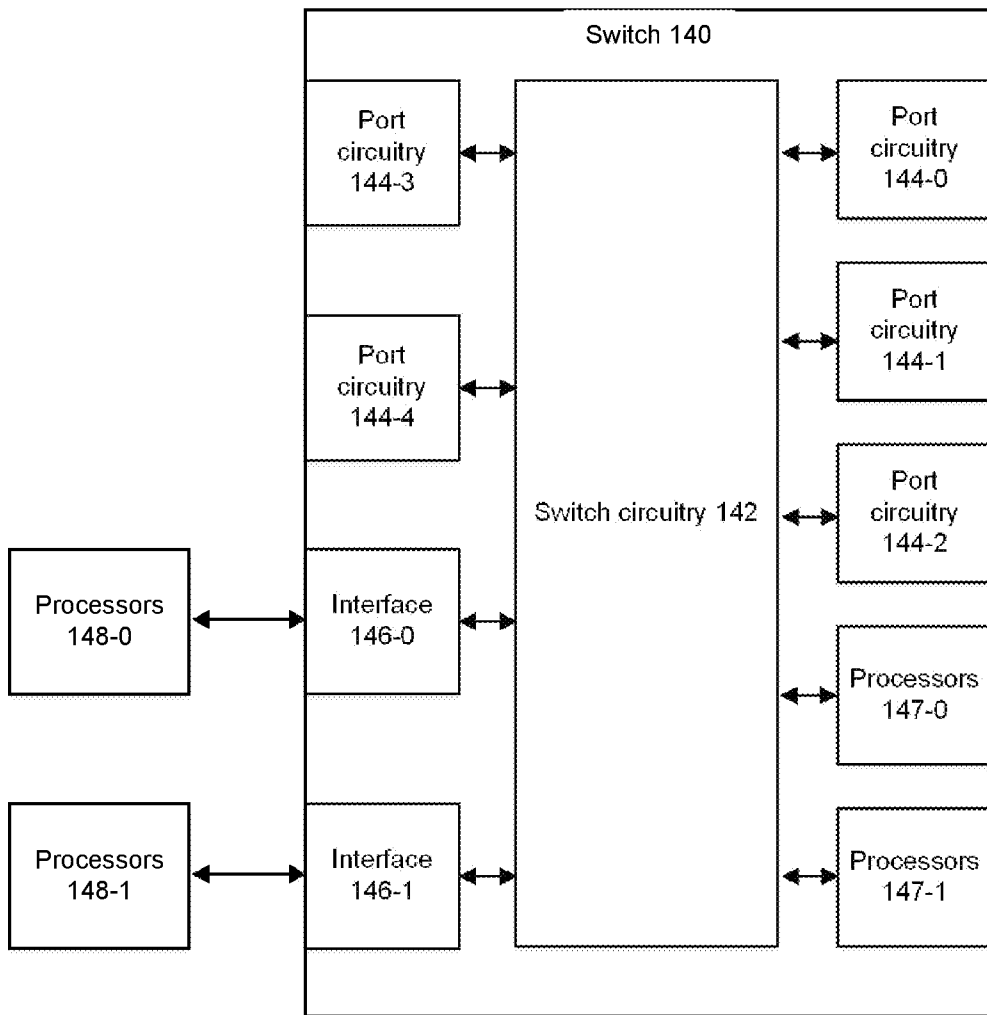 Switch 140
Port
circuitry
144-3
Port
circuitry
144-0
Port
circuitry
144-1
Port
circuitry
144-4
Port
circuitry
144-2
Switch circuitry 142
Processors
148-0
Interface
146-0
Processors
147-0
Processors
148-1
Interface
146-1
Processors
147-1